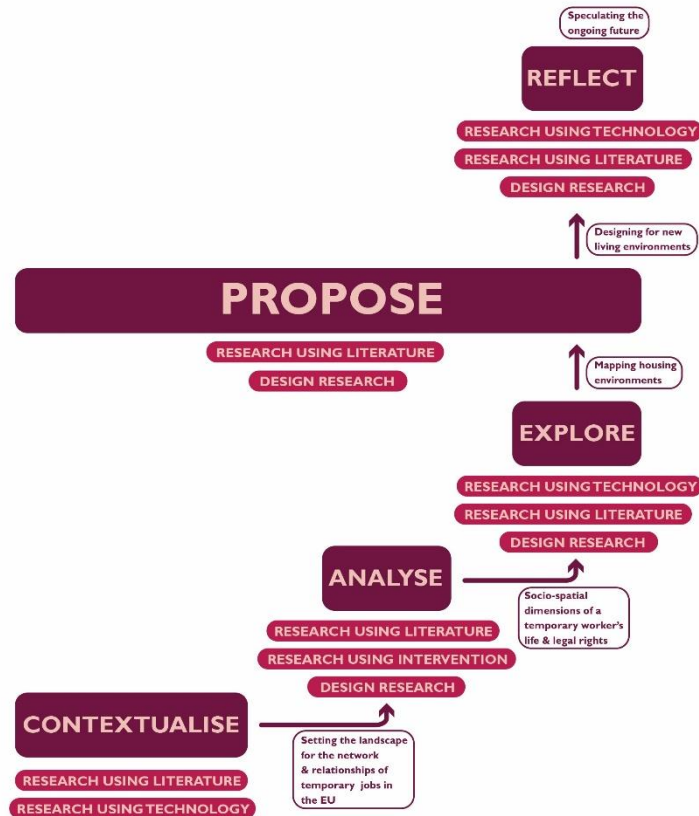 Speculating the
ongoing future
REFLECT
RESEARCH USING TECHNOLOGY
RESEARCH USING LITERATURE
DESIGN RESEARCH
Designing for new
living environments
PROPOSE
RESEARCH USING LITERATURE
DESIGN RESEARCH
Mapping housing
environments
EXPLORE
RESEARCH USING TECHNOLOGY
RESEARCH USING LITERATURE
DESIGN RESEARCH
ANALYSE
Socio-spatial
dimensions of a
temporary worker's
life & legal rights
RESEARCH USING LITERATURE
RESEARCH USING INTERVENTION
DESIGN RESEARCH
CONTEXTUALISE
Setting the landscape
for the network
& relationships of
temporary jobs in
the EU
RESEARCH USING LITERATURE
RESEARCH USING TECHNOLOGY